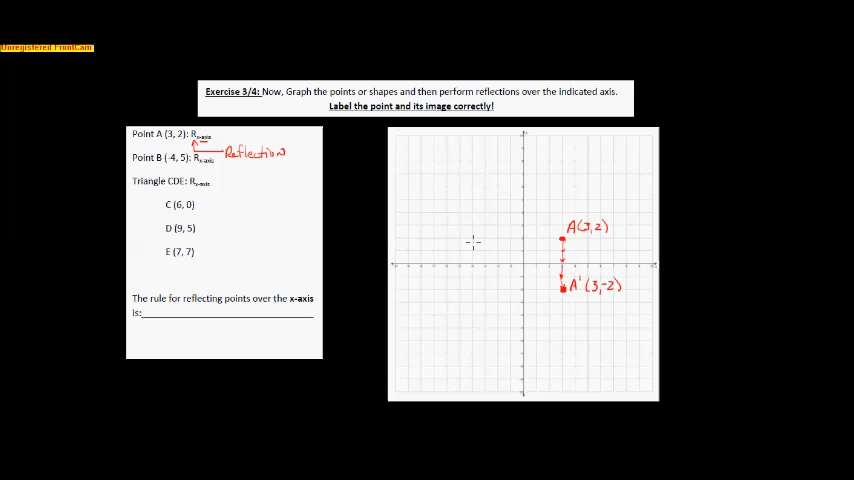 Unregistered FrontCam
Exercise 3/4: Now, Graph the points or shapes and then perform reflections over the indicated axis.
Label the point and its image correctly!
Point A (3, 2): Rx-axis
Reflection
Point B (-4, 5): Rx-axis
Triangle CDE: Rx-axis
C (6, 0)
D (9, 5)
E (7, 7)
The rule for reflecting points over the x-axis
is:
A(3,2)
A'(3,-2)